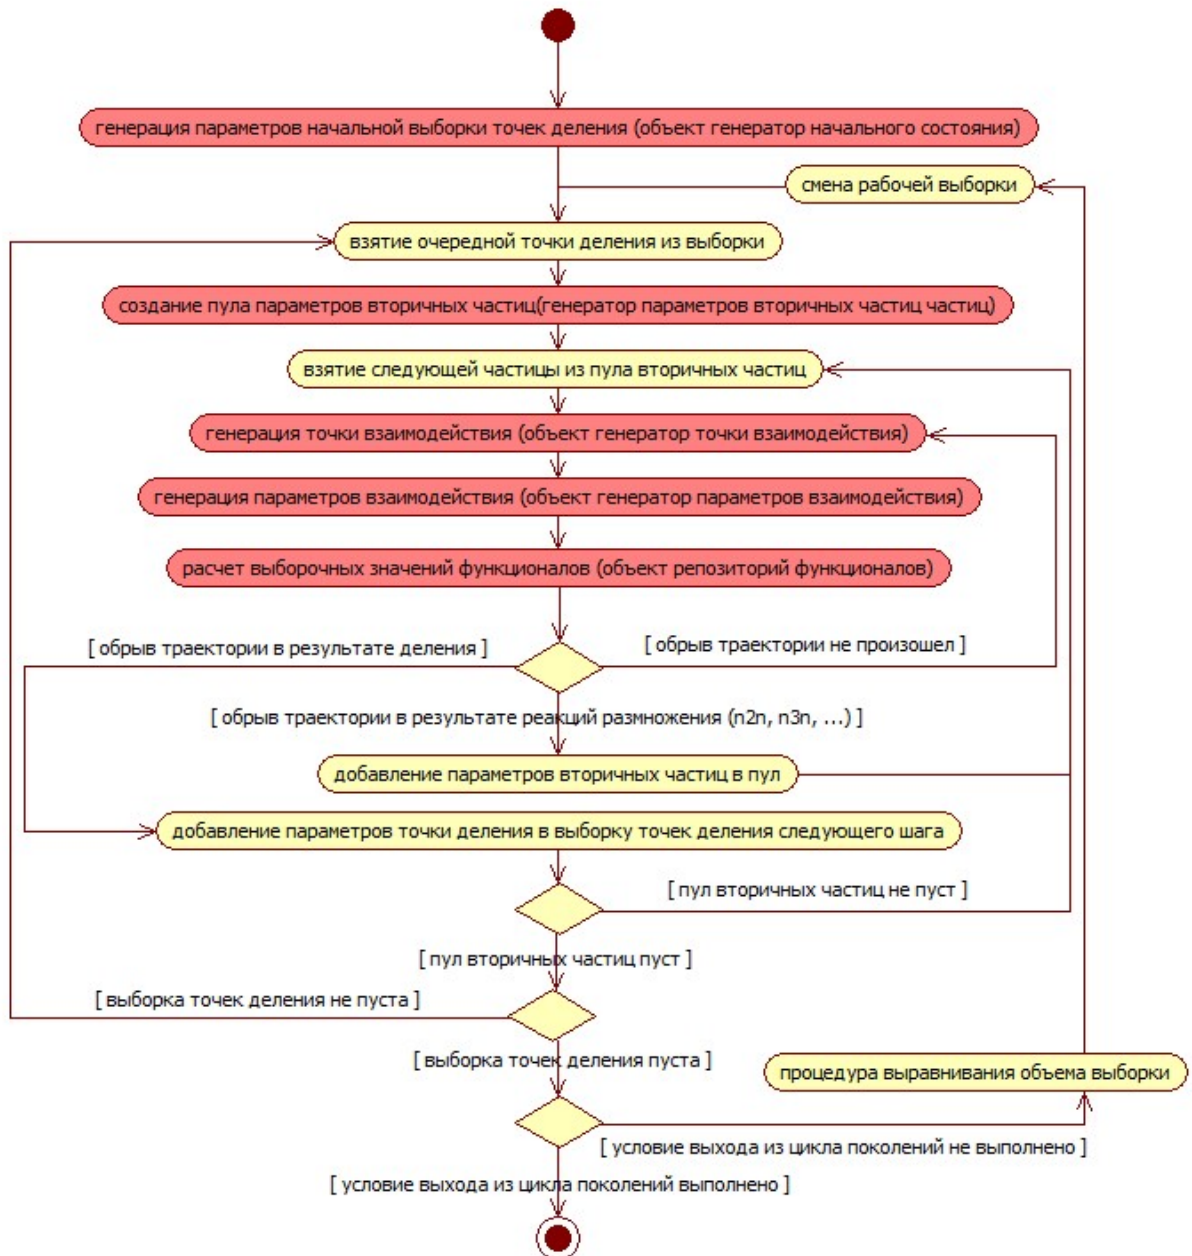 генерация параметров начальной выборки точек деления (объект генератор начального состояния)
смена рабочей выборки
взятие очередной точки деления из выборки
создание пула параметров вторичных частиц(генератор параметров вторичных частиц частиц)
взятие следующей частицы из пула вторичных частиц
генерация точки взаимодействия (объект генератор точки взаимодействия)
генерация параметров взаимодействия (объект генератор параметров взаимодействия)
расчет выборочных значений функционалов (объект репозиторий функционалов)
[ обрыв траектории в результате деления ]
[ обрыв траектории не произошел ]
[ обрыв траектории в результате реакций размножения (n2n, n3n, ...) ]
добавление параметров вторичных частиц в пул
добавление параметров точки деления в выборку точек деления следующего шага
[ пул вторичных частиц не пуст ]
[ пул вторичных частиц пуст ]
[ выборка точек деления не пуста ]
[ выборка точек деления пуста ]
процедура выравнивания объема выборки
[ условие выхода из цикла поколений не выполнено ]
[ условие выхода из цикла поколений выполнено ]